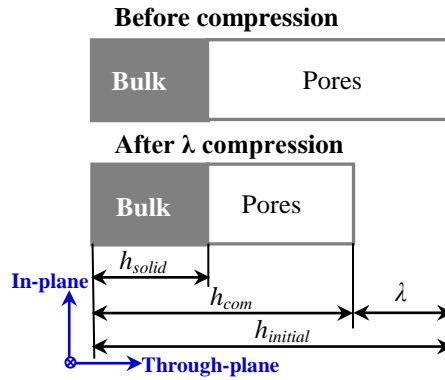 Before compression
Bulk Pores
After λ compression
Bulk Pores
h_solid
In-plane
h_com λ
h_initial
Through-plane